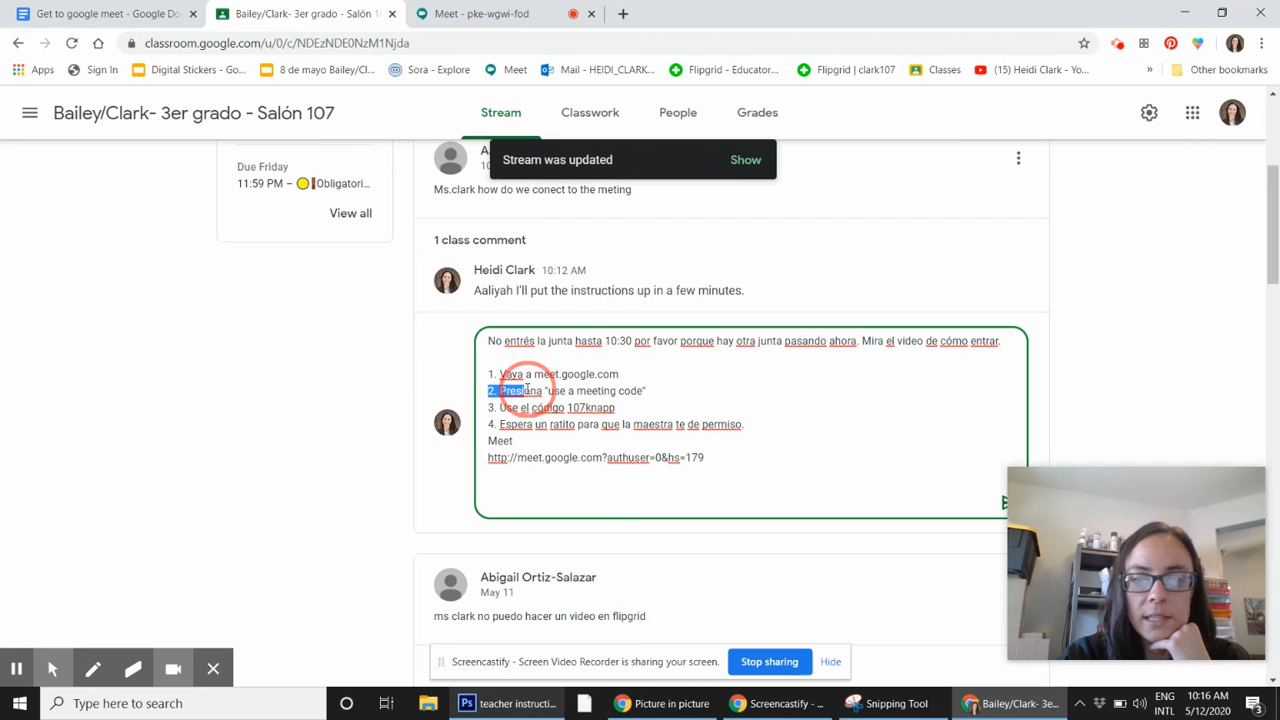 Get to google meet - Google Do
Bailey/Clark- 3er grado - Salón 10
Meet - pke-wgwi-fod
classroom.google.com/u/0/c/NDEzNDE0NzM1Njda
Apps
Sign In
Digital Stickers - Go...
8 de mayo Bailey/Cl...
Sora - Explore
Meet
Mail - HEIDI_CLARK...
Flipgrid - Educator...
Flipgrid | clark107
Classes
(15) Heidi Clark - Yo...
»
Other bookmarks
Bailey/Clark- 3er grado - Salón 107
Stream
Classwork
People
Grades
Stream was updated
Show
Due Friday
11:59 PM – Obligatorio...
View all
Ms.clark how do we conect to the meting
1 class comment
Heidi Clark 10:12 AM
Aaliyah I'll put the instructions up in a few minutes.
No entrés la junta hasta 10:30 por favor porque hay otra junta pasando ahora. Mira el video de cómo entrar.
1. Vaya a meet.google.com
2. Presiona "use a meeting code"
3. Use el código 107knapp
4. Espera un ratito para que la maestra te de permiso.
Meet
http://meet.google.com?authuser=0&hs=179
Abigail Ortiz-Salazar
May 11
ms clark no puedo hacer un video en flipgrid
Screencastify - Screen Video Recorder is sharing your screen.
Stop sharing
Hide
Type here to search
Ps
teacher instructi...
Picture in picture
Screencastify - ...
Snipping Tool
Bailey/Clark- 3e...
ENG
INTL
10:16 AM
5/12/2020
3